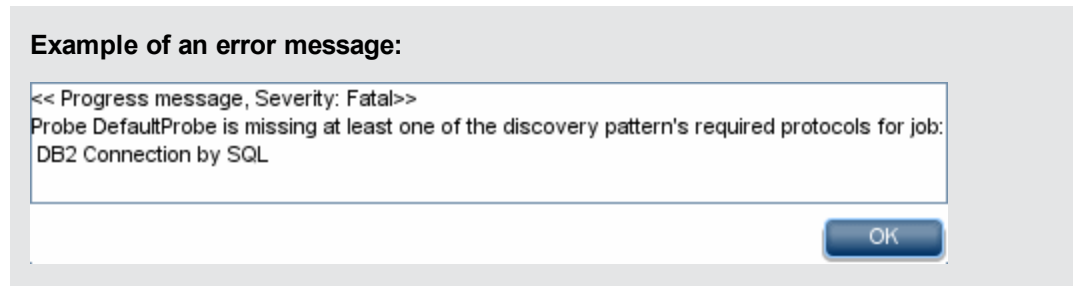 Example of an error message:
<< Progress message, Severity: Fatal>>
Probe DefaultProbe is missing at least one of the discovery pattern's required protocols for job:
DB2 Connection by SQL
OK